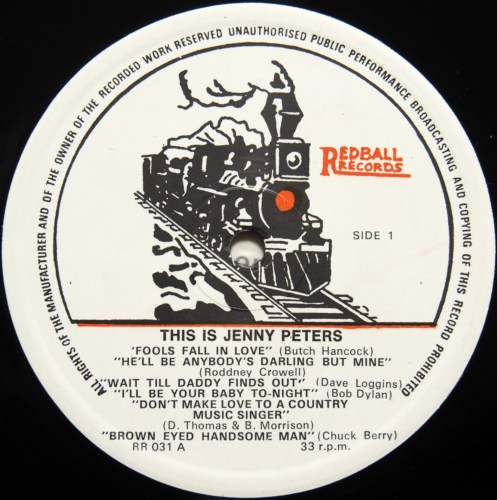 ALL RIGHTS OF THE MANUFACTURER AND OF THE OWNER OF THE RECORDED WORK RESERVED UNAUTHORISED PUBLIC PERFORMANCE BROADCASTING AND COPYING OF THIS RECORD PROHIBITED
REDBALL
RECORDS
SIDE 1
THIS IS JENNY PETERS
'FOOLS FALL IN LOVE" (Butch Hancock)
"HE'LL BE ANYBODY'S DARLING BUT MINE"
(Roddney Crowell)
"WAIT TILL DADDY FINDS OUT" (Dave Loggins)
"I'LL BE YOUR BABY TO-NIGHT" (Bob Dylan)
"DON'T MAKE LOVE TO A COUNTRY
MUSIC SINGER"
(D. Thomas & B. Morrison)
"BROWN EYED HANDSOME MAN" (Chuck Berry)
RR 031 A 33 r.p.m.